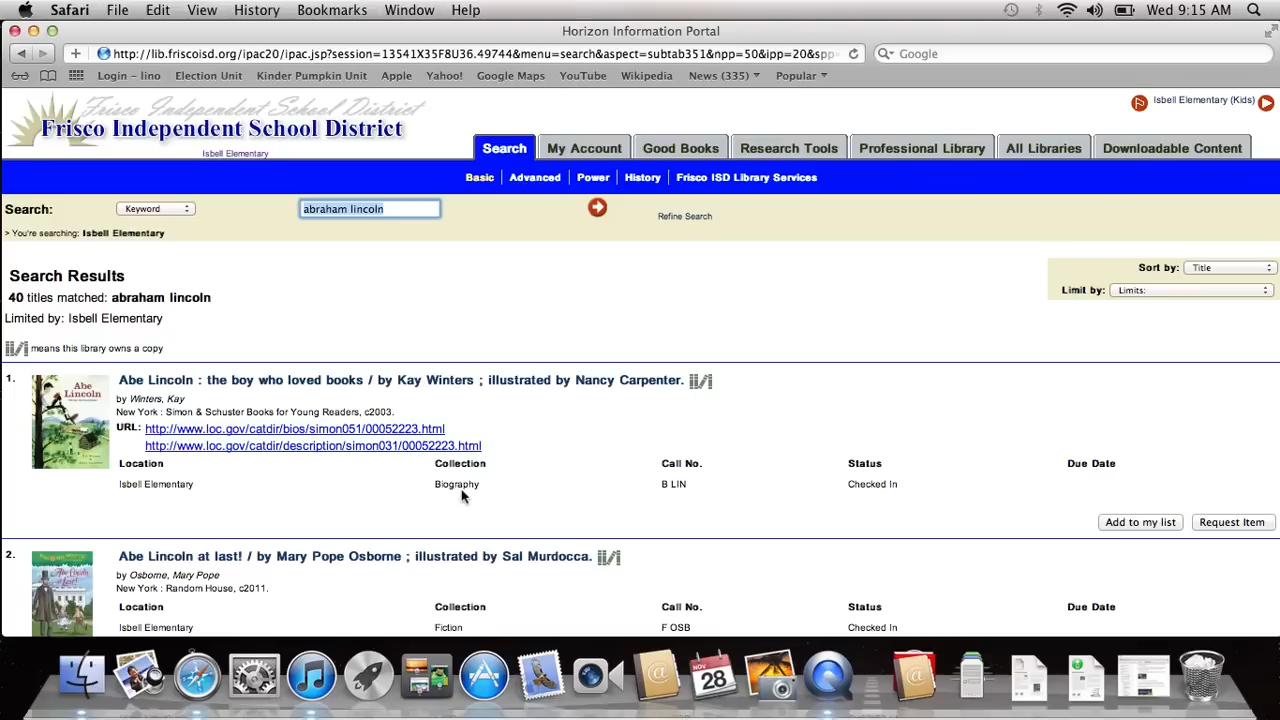 Safari File Edit View History Bookmarks Window Help Wed 9:15 AM
Horizon Information Portal
http://lib.friscoisd.org/ipac20/ipac.jsp?session=13541X35F8U36.49744&menu=search&aspect=subtab351&npp=50&ipp=20&spp= Google
Login – lino Election Unit Kinder Pumpkin Unit Apple Yahoo! Google Maps YouTube Wikipedia News (335) Popular
Frisco Independent School District
Frisco Independent School District
Isbell Elementary
Isbell Elementary (Kids)
Search My Account Good Books Research Tools Professional Library All Libraries Downloadable Content
Basic Advanced Power History Frisco ISD Library Services
Search: Keyword abraham lincoln Refine Search
> You're searching: Isbell Elementary
Search Results
Sort by: Title
40 titles matched: abraham lincoln
Limit by: Limits:
Limited by: Isbell Elementary
means this library owns a copy
1. Abe Lincoln : the boy who loved books / by Kay Winters ; illustrated by Nancy Carpenter.
Abe
Lincoln
by Winters, Kay
New York : Simon & Schuster Books for Young Readers, c2003.
URL: http://www.loc.gov/catdir/bios/simon051/00052223.html
http://www.loc.gov/catdir/description/simon031/00052223.html
Location Collection Call No. Status Due Date
Isbell Elementary Biography B LIN Checked In
Add to my list Request Item
2. Abe Lincoln at last! / by Mary Pope Osborne ; illustrated by Sal Murdocca.
by Osborne, Mary Pope
New York : Random House, c2011.
Location Collection Call No. Status Due Date
Isbell Elementary Fiction F OSB Checked In
NOV
28